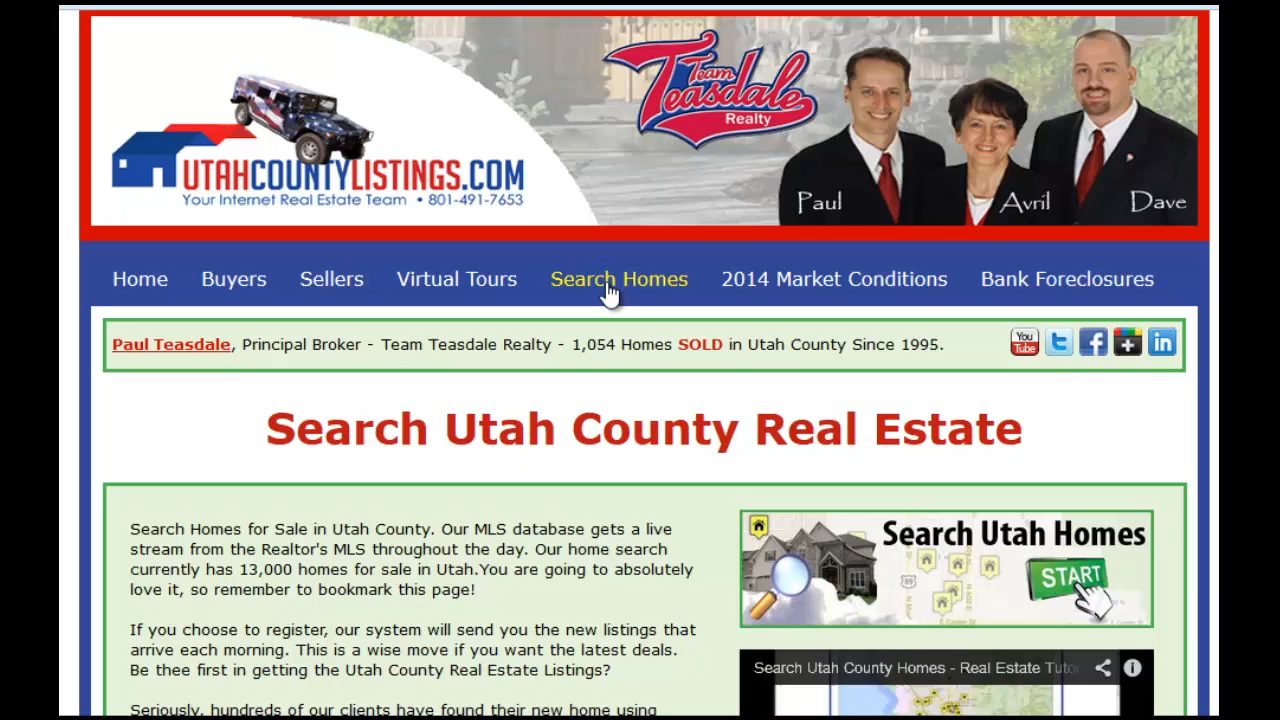 Team
Teasdale
Realty
UTAHCOUNTYLISTINGS.COM
Your Internet Real Estate Team • 801-491-7653
Paul
Avril
Dave
Home Buyers Sellers Virtual Tours Search Homes 2014 Market Conditions Bank Foreclosures
Paul Teasdale, Principal Broker - Team Teasdale Realty - 1,054 Homes SOLD in Utah County Since 1995.
You
Tube
Search Utah County Real Estate
Search Homes for Sale in Utah County. Our MLS database gets a live
stream from the Realtor's MLS throughout the day. Our home search
currently has 13,000 homes for sale in Utah.You are going to absolutely
love it, so remember to bookmark this page!
If you choose to register, our system will send you the new listings that
arrive each morning. This is a wise move if you want the latest deals.
Be thee first in getting the Utah County Real Estate Listings?
Seriously, hundreds of our clients have found their new home using
Search Utah Homes
START
Search Utah County Homes - Real Estate Tuto